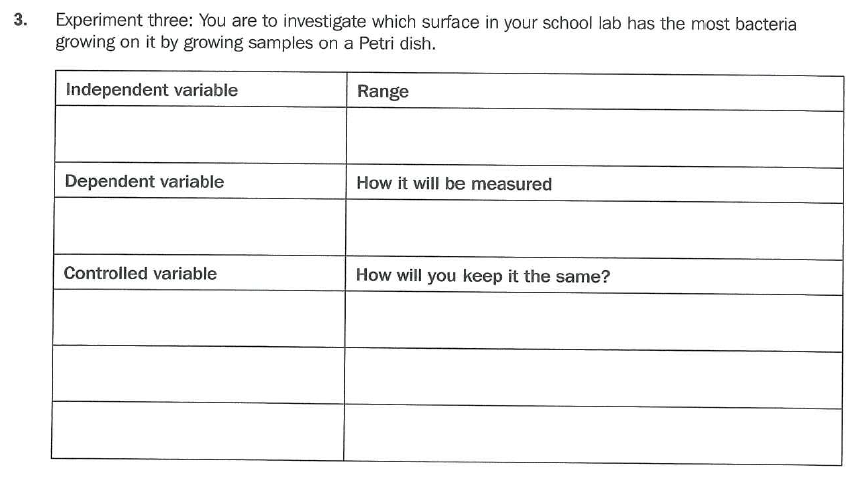 3. Experiment three: You are to investigate which surface in your school lab has the most bacteria
growing on it by growing samples on a Petri dish.
Independent variable Range
Dependent variable How it will be measured
Controlled variable How will you keep it the same?